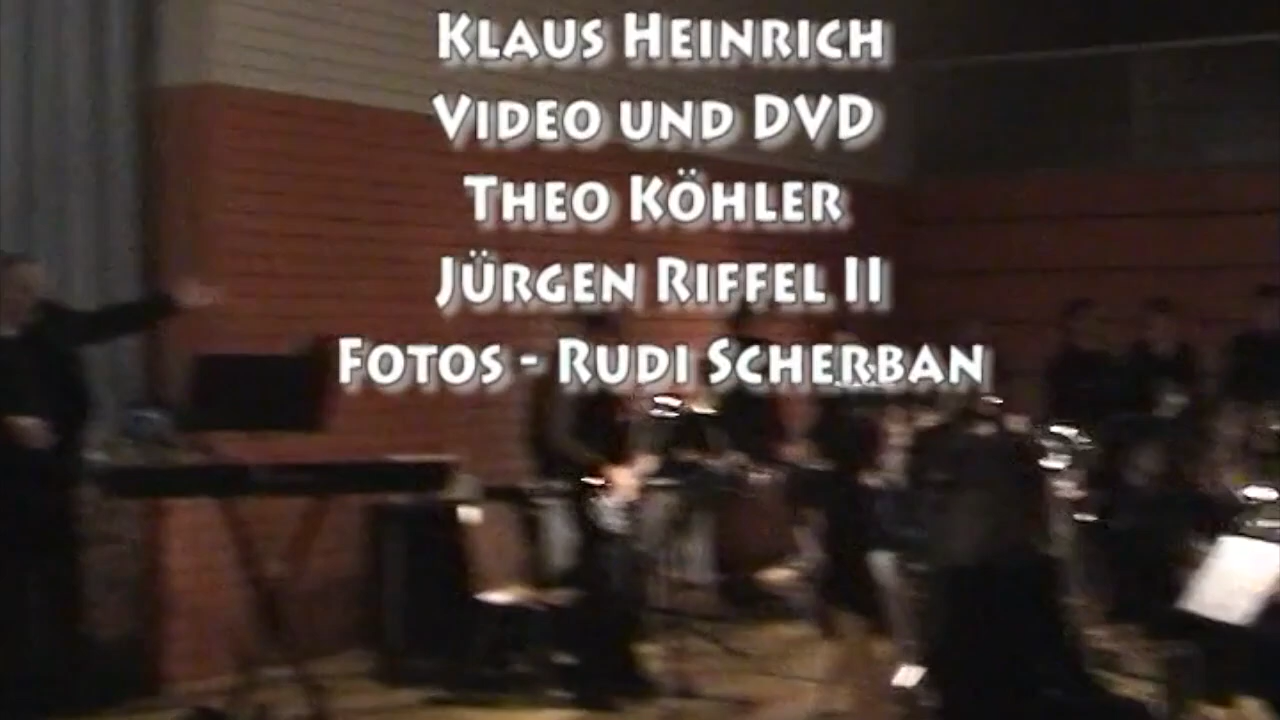 Klaus Heinrich
Video und DVD
Theo Köhler
Jürgen Riffel II
Fotos - Rudi Scherban